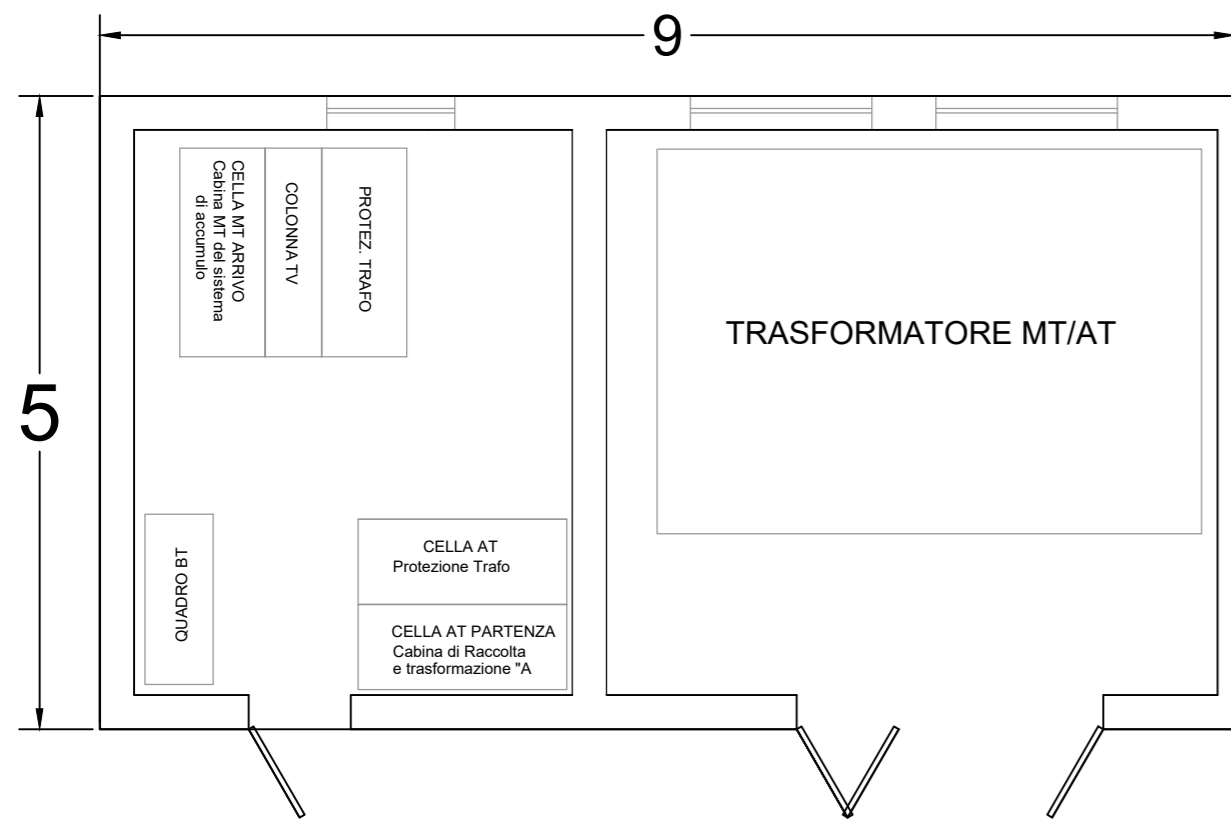 9
5
CELLA MT ARRIVO
Cabina MT del sistema
di accumulo
COLONNA TV
PROTEZ. TRAFO
TRASFORMATORE MT/AT
QUADRO BT
CELLA AT
Protezione Trafo
CELLA AT PARTENZA
Cabina di Raccolta
e trasformazione "A